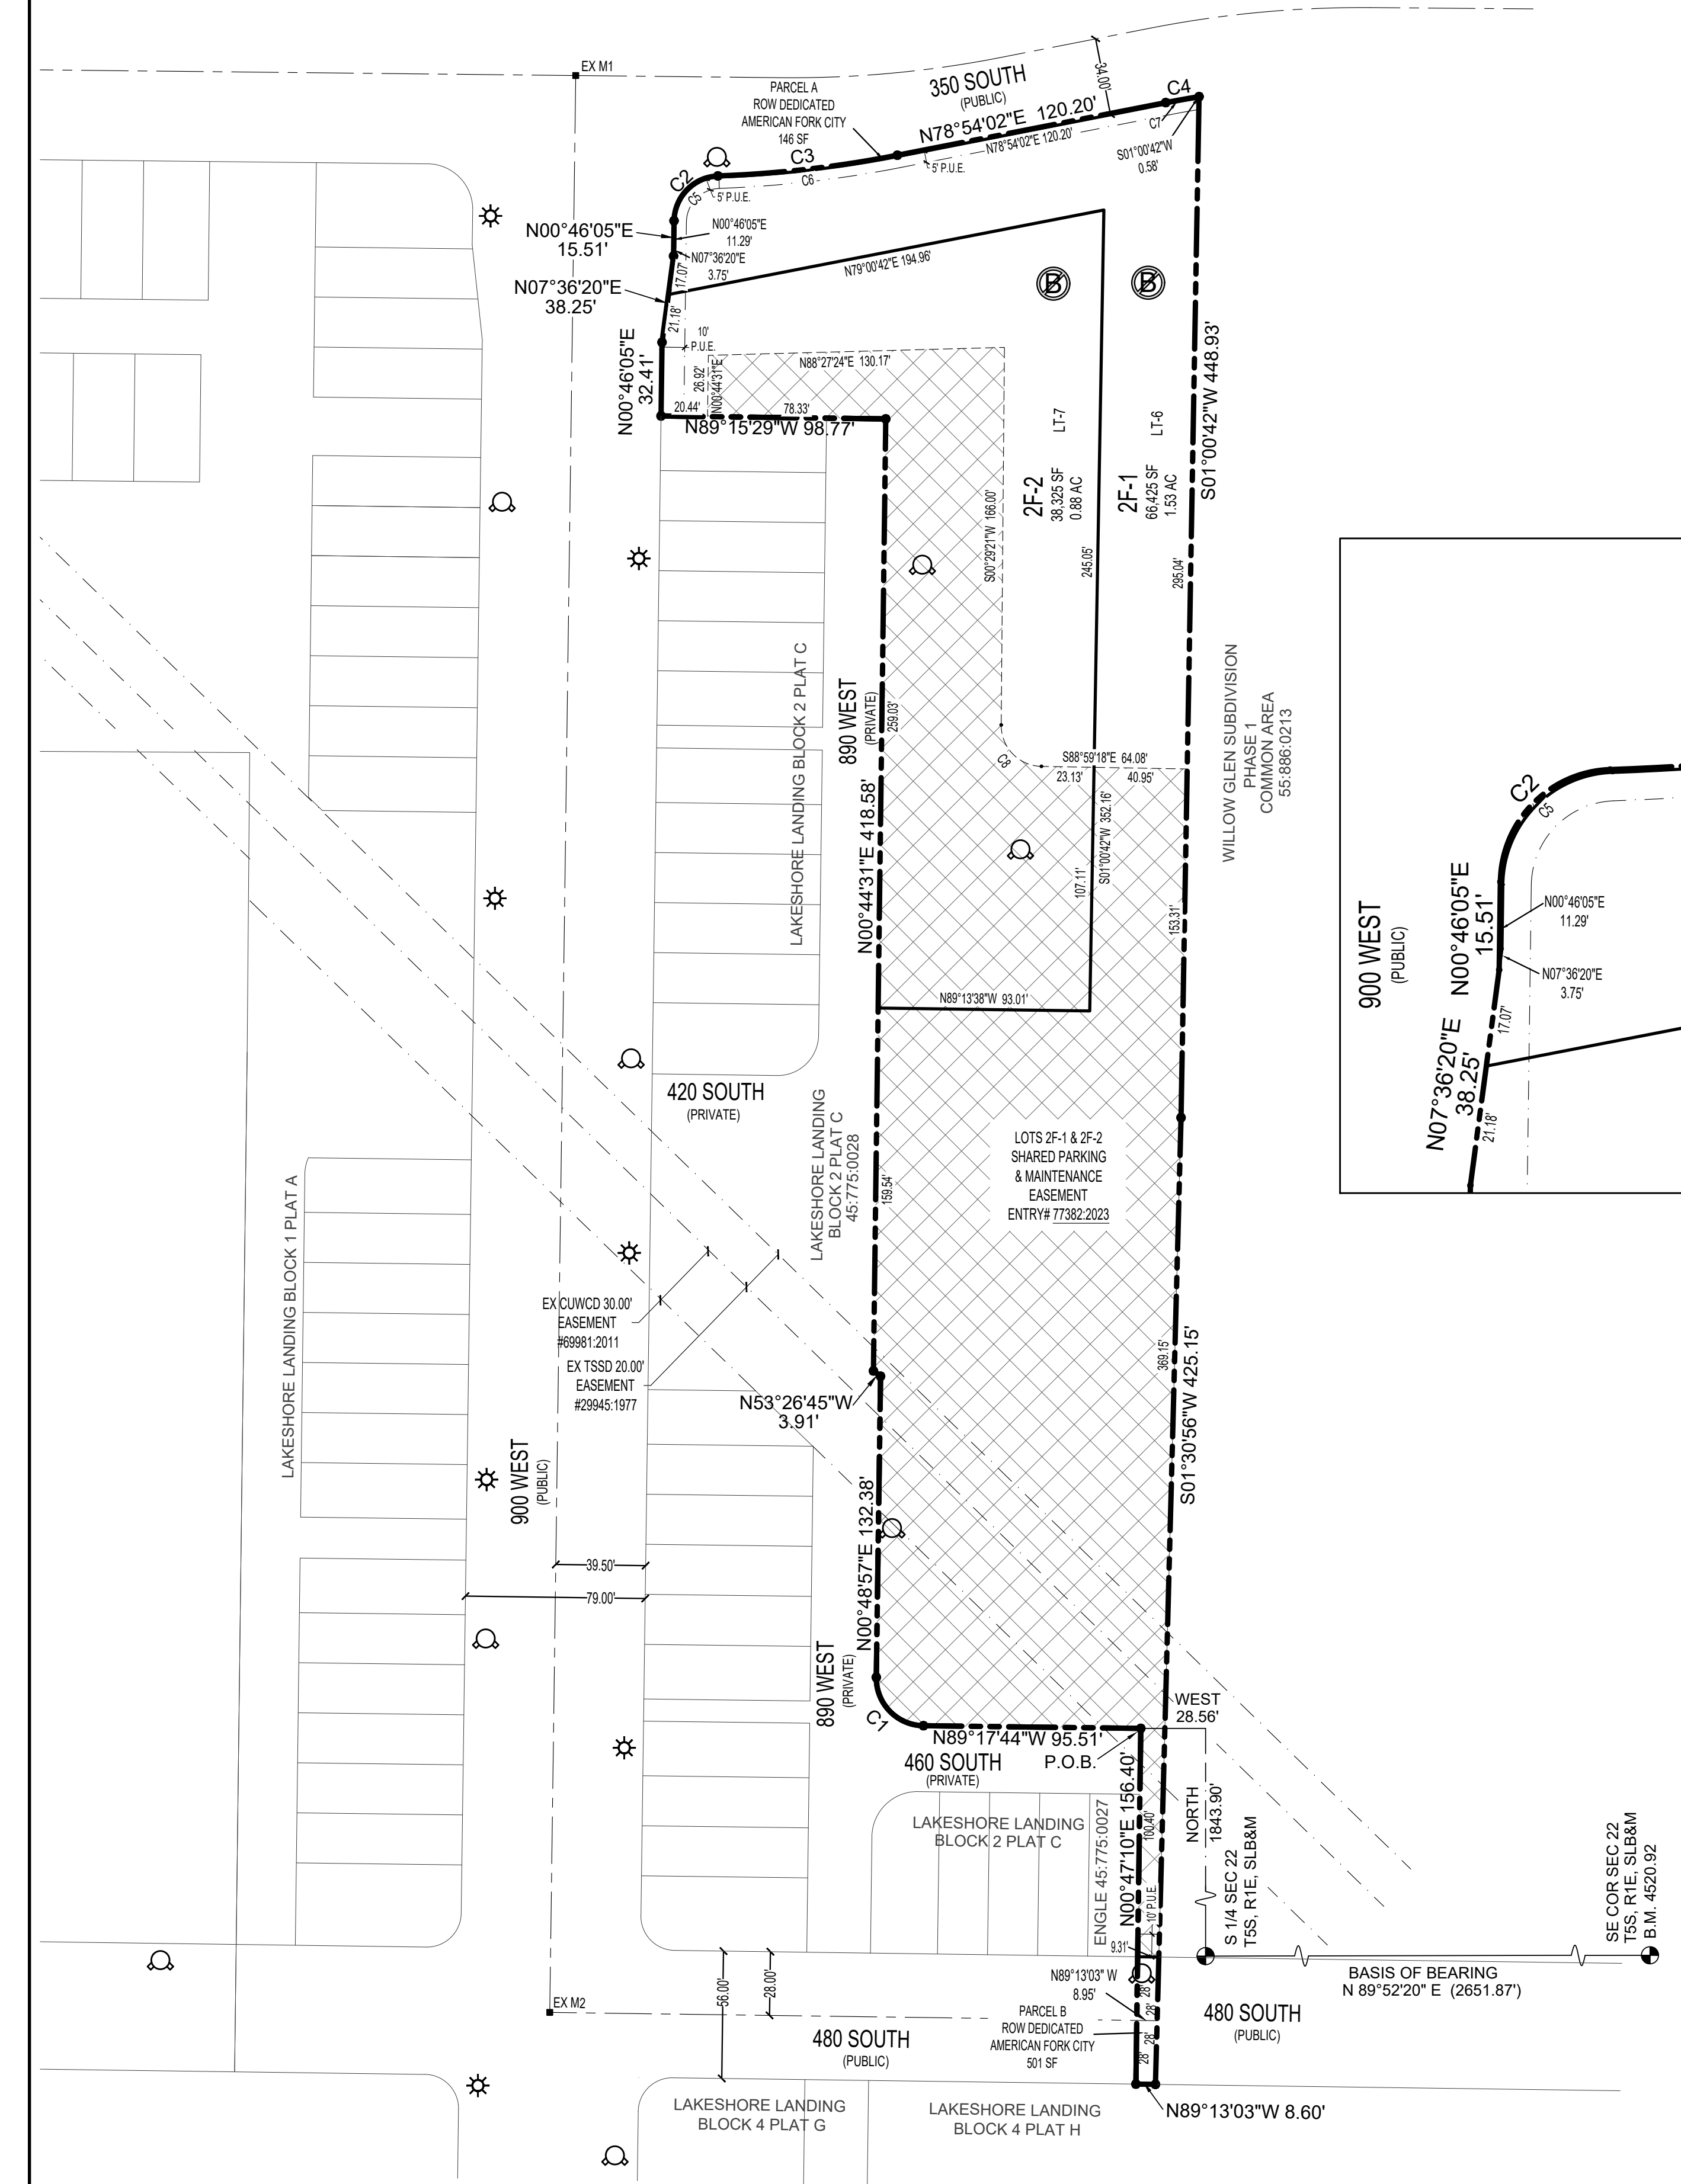 EX M1
PARCEL A
ROW DEDICATED
AMERICAN FORK CITY
146 SF
350 SOUTH
(PUBLIC)
34.00'
C4
C7
N78°54'02"E 120.20'
N78°54'02"E 120.20'
S01°00'42"W
0.58'
C3
C6
5' P.U.E.
C2
C5
5' P.U.E.
N00°46'05"E
15.51'
N00°46'05"E
11.29'
N07°36'20"E
3.75'
17.07'
N07°36'20"E
38.25'
21.18'
N79°00'42"E 194.96'
B
B
10'
P.U.E.
N00°46'05"E
32.41'
26.92'
N00°44'31"E
N88°27'24"E 130.17'
20.44'
78.33'
N89°15'29"W 98.77'
LT-7
LT-6
S01°00'42"W 448.93'
2F-2
38,325 SF
0.88 AC
2F-1
66,425 SF
1.53 AC
S00°29'21"W 166.00'
245.05'
295.04'
LAKESHORE LANDING BLOCK 2 PLAT C
890 WEST
(PRIVATE)
259.03'
WILLOW GLEN SUBDIVISION
PHASE 1
COMMON AREA
55:886:0213
C8
S88°59'18"E 64.08'
23.13'
40.95'
N00°44'31"E 418.58'
S01°00'42"W 352.16'
107.11'
153.31'
N89°13'38"W 93.01'
C2
C5
900 WEST
(PUBLIC)
N00°46'05"E
15.51'
N00°46'05"E
11.29'
N07°36'20"E
3.75'
17.07'
N07°36'20"E
38.25'
21.18'
420 SOUTH
(PRIVATE)
LAKESHORE LANDING
BLOCK 2 PLAT C
45:775:0028
159.54'
LOTS 2F-1 & 2F-2
SHARED PARKING
& MAINTENANCE
EASEMENT
ENTRY# 77382:2023
LAKESHORE LANDING BLOCK 1 PLAT A
EX CUWCD 30.00'
EASEMENT
#69981:2011
EX TSSD 20.00'
EASEMENT
#29945:1977
N53°26'45"W
3.91'
369.15'
S01°30'56"W 425.15'
900 WEST
(PUBLIC)
39.50'
79.00'
N00°48'57"E 132.38'
890 WEST
(PRIVATE)
C1
N89°17'44"W 95.51'
WEST
28.56'
P.O.B.
460 SOUTH
(PRIVATE)
LAKESHORE LANDING
BLOCK 2 PLAT C
ENGLE 45:775:0027
N00°47'10"E 156.40'
100.40'
10' P.U.E.
NORTH
1843.90'
S 1/4 SEC 22
T5S, R1E, SLB&M
SE COR SEC 22
T5S, R1E, SLB&M
B.M. 4520.92
9.31'
N89°13'03" W
8.95'
28'
28'
28'
28'
BASIS OF BEARING
N 89°52'20" E (2651.87')
56.00'
28.00'
EX M2
480 SOUTH
(PUBLIC)
PARCEL B
ROW DEDICATED
AMERICAN FORK CITY
501 SF
480 SOUTH
(PUBLIC)
LAKESHORE LANDING
BLOCK 4 PLAT G
LAKESHORE LANDING
BLOCK 4 PLAT H
N89°13'03"W 8.60'